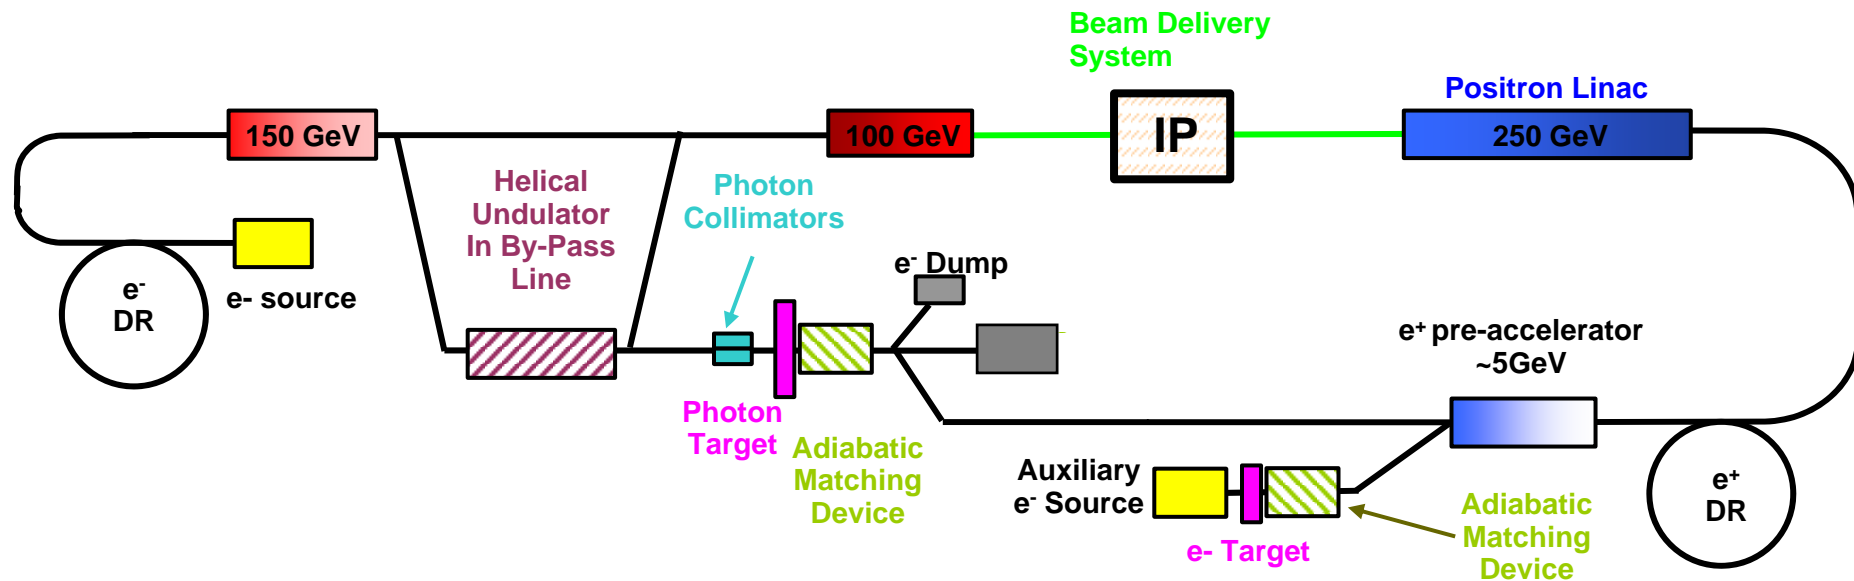 Beam Delivery
System
Positron Linac
150 GeV
100 GeV
IP
250 GeV
Helical
Undulator
In By-Pass
Line
Photon
Collimators
e- source
e⁻
DR
e⁻ Dump
e⁺ pre-accelerator
~5GeV
Photon
Target
Adiabatic
Matching
Device
Auxiliary
e⁻ Source
e- Target
Adiabatic
Matching
Device
e⁺
DR